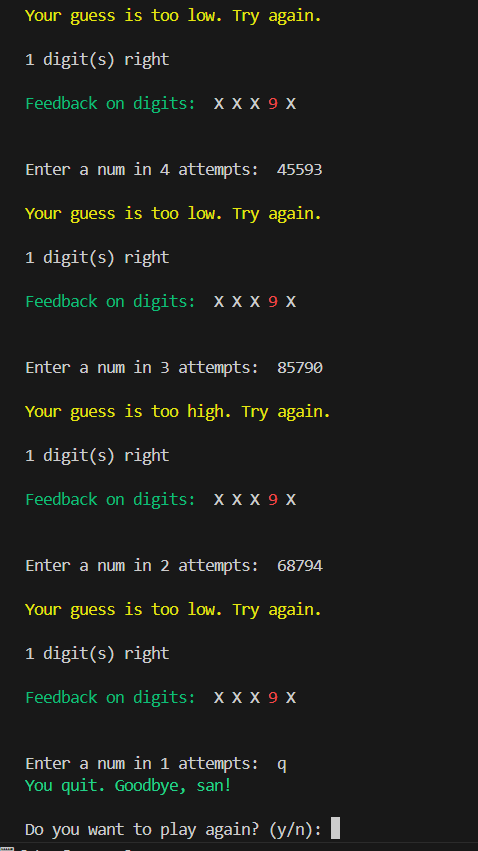 Your guess is too low. Try again.
1 digit(s) right
Feedback on digits: X X X 9 X
Enter a num in 4 attempts: 45593
Your guess is too low. Try again.
1 digit(s) right
Feedback on digits: X X X 9 X
Enter a num in 3 attempts: 85790
Your guess is too high. Try again.
1 digit(s) right
Feedback on digits: X X X 9 X
Enter a num in 2 attempts: 68794
Your guess is too low. Try again.
1 digit(s) right
Feedback on digits: X X X 9 X
Enter a num in 1 attempts: q
You quit. Goodbye, san!
Do you want to play again? (y/n):